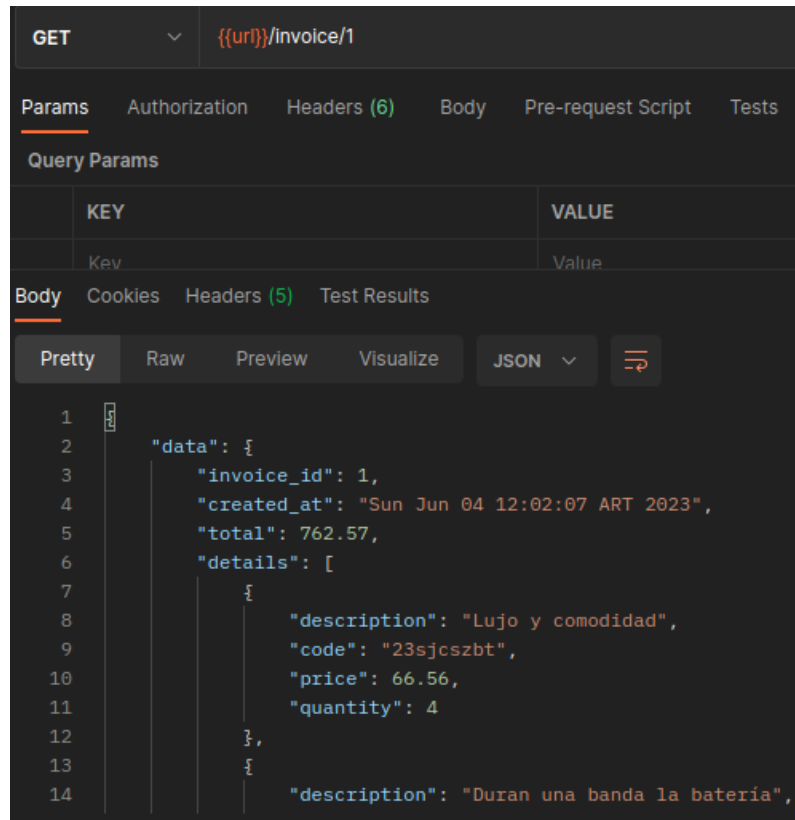 GET {{url}}/invoice/1
Params Authorization Headers (6) Body Pre-request Script Tests
Query Params
KEY VALUE
Key Value
Body Cookies Headers (5) Test Results
Pretty Raw Preview Visualize JSON
1 {
2 "data": {
3 "invoice_id": 1,
4 "created_at": "Sun Jun 04 12:02:07 ART 2023",
5 "total": 762.57,
6 "details": [
7 {
8 "description": "Lujo y comodidad",
9 "code": "23sjcszbt",
10 "price": 66.56,
11 "quantity": 4
12 },
13 {
14 "description": "Duran una banda la batería",